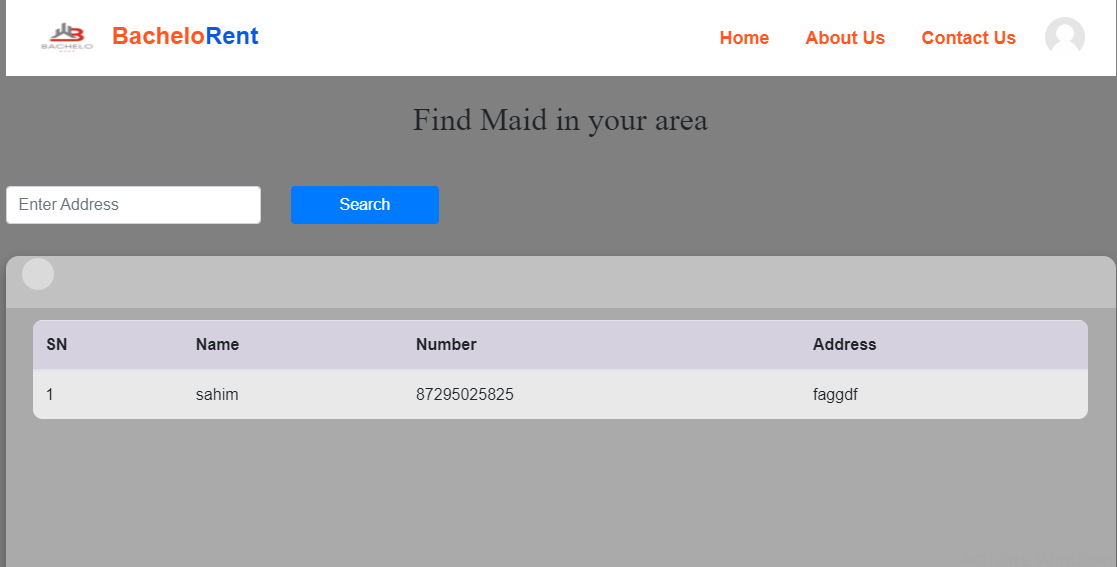 BACHELO
BacheloRent
Home About Us Contact Us
Find Maid in your area
Enter Address Search
SN Name Number Address
1 sahim 87295025825 faggdf